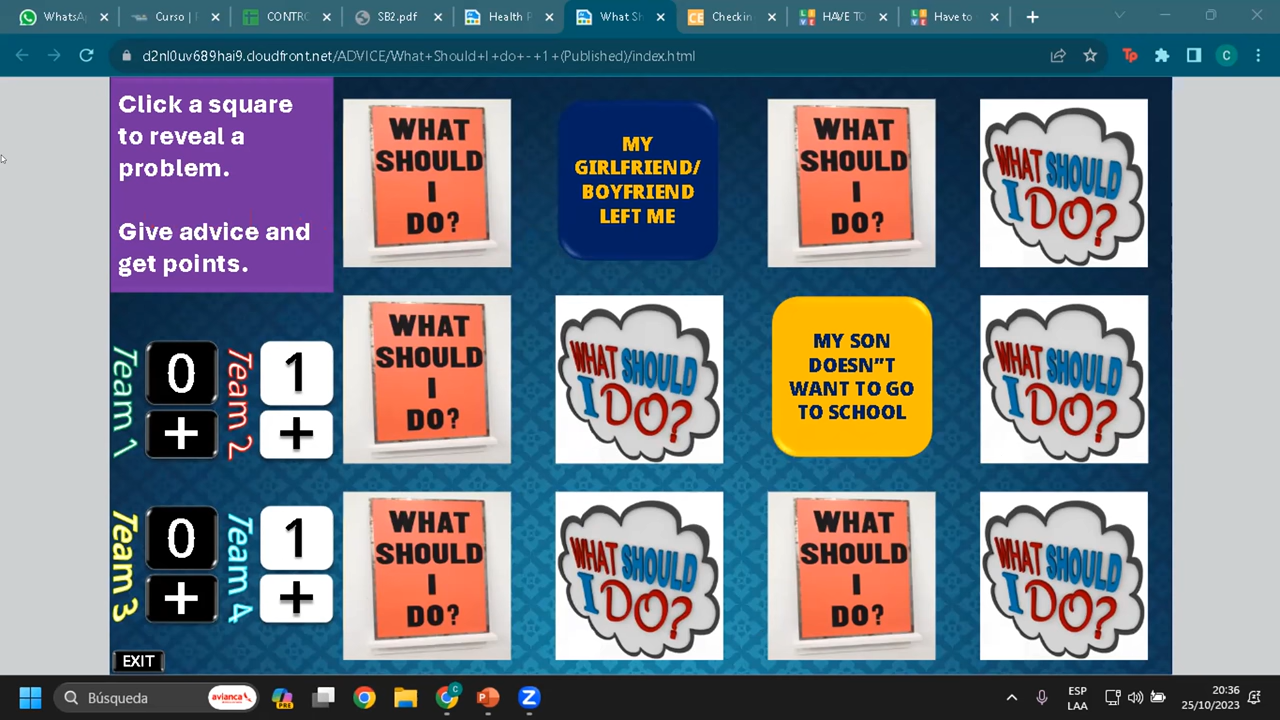 WhatsA
Curso |
CONTRO
SB2.pdf
Health P
What Sh
CE
Checkin
HAVE TO
Have to
d2nl0uv689hai9.cloudfront.net/ADVICE/What+Should+I+do+-+1+(Published)/index.html
C
Click a square
to reveal a
problem.
Give advice and
get points.
WHAT
SHOULD
I
DO?
MY
GIRLFRIEND/
BOYFRIEND
LEFT ME
WHAT
SHOULD
I
DO?
WHAT SHOULD
I DO?
Team 1
0
+
Team 2
1
+
WHAT
SHOULD
I
DO?
WHAT SHOULD
I DO?
MY SON
DOESN"T
WANT TO GO
TO SCHOOL
WHAT SHOULD
I DO?
Team 3
0
+
Team 4
1
+
WHAT
SHOULD
I
DO?
WHAT SHOULD
I DO?
WHAT
SHOULD
I
DO?
WHAT SHOULD
I DO?
EXIT
Búsqueda
avianca
PRE
ESP
LAA
20:36
25/10/2023